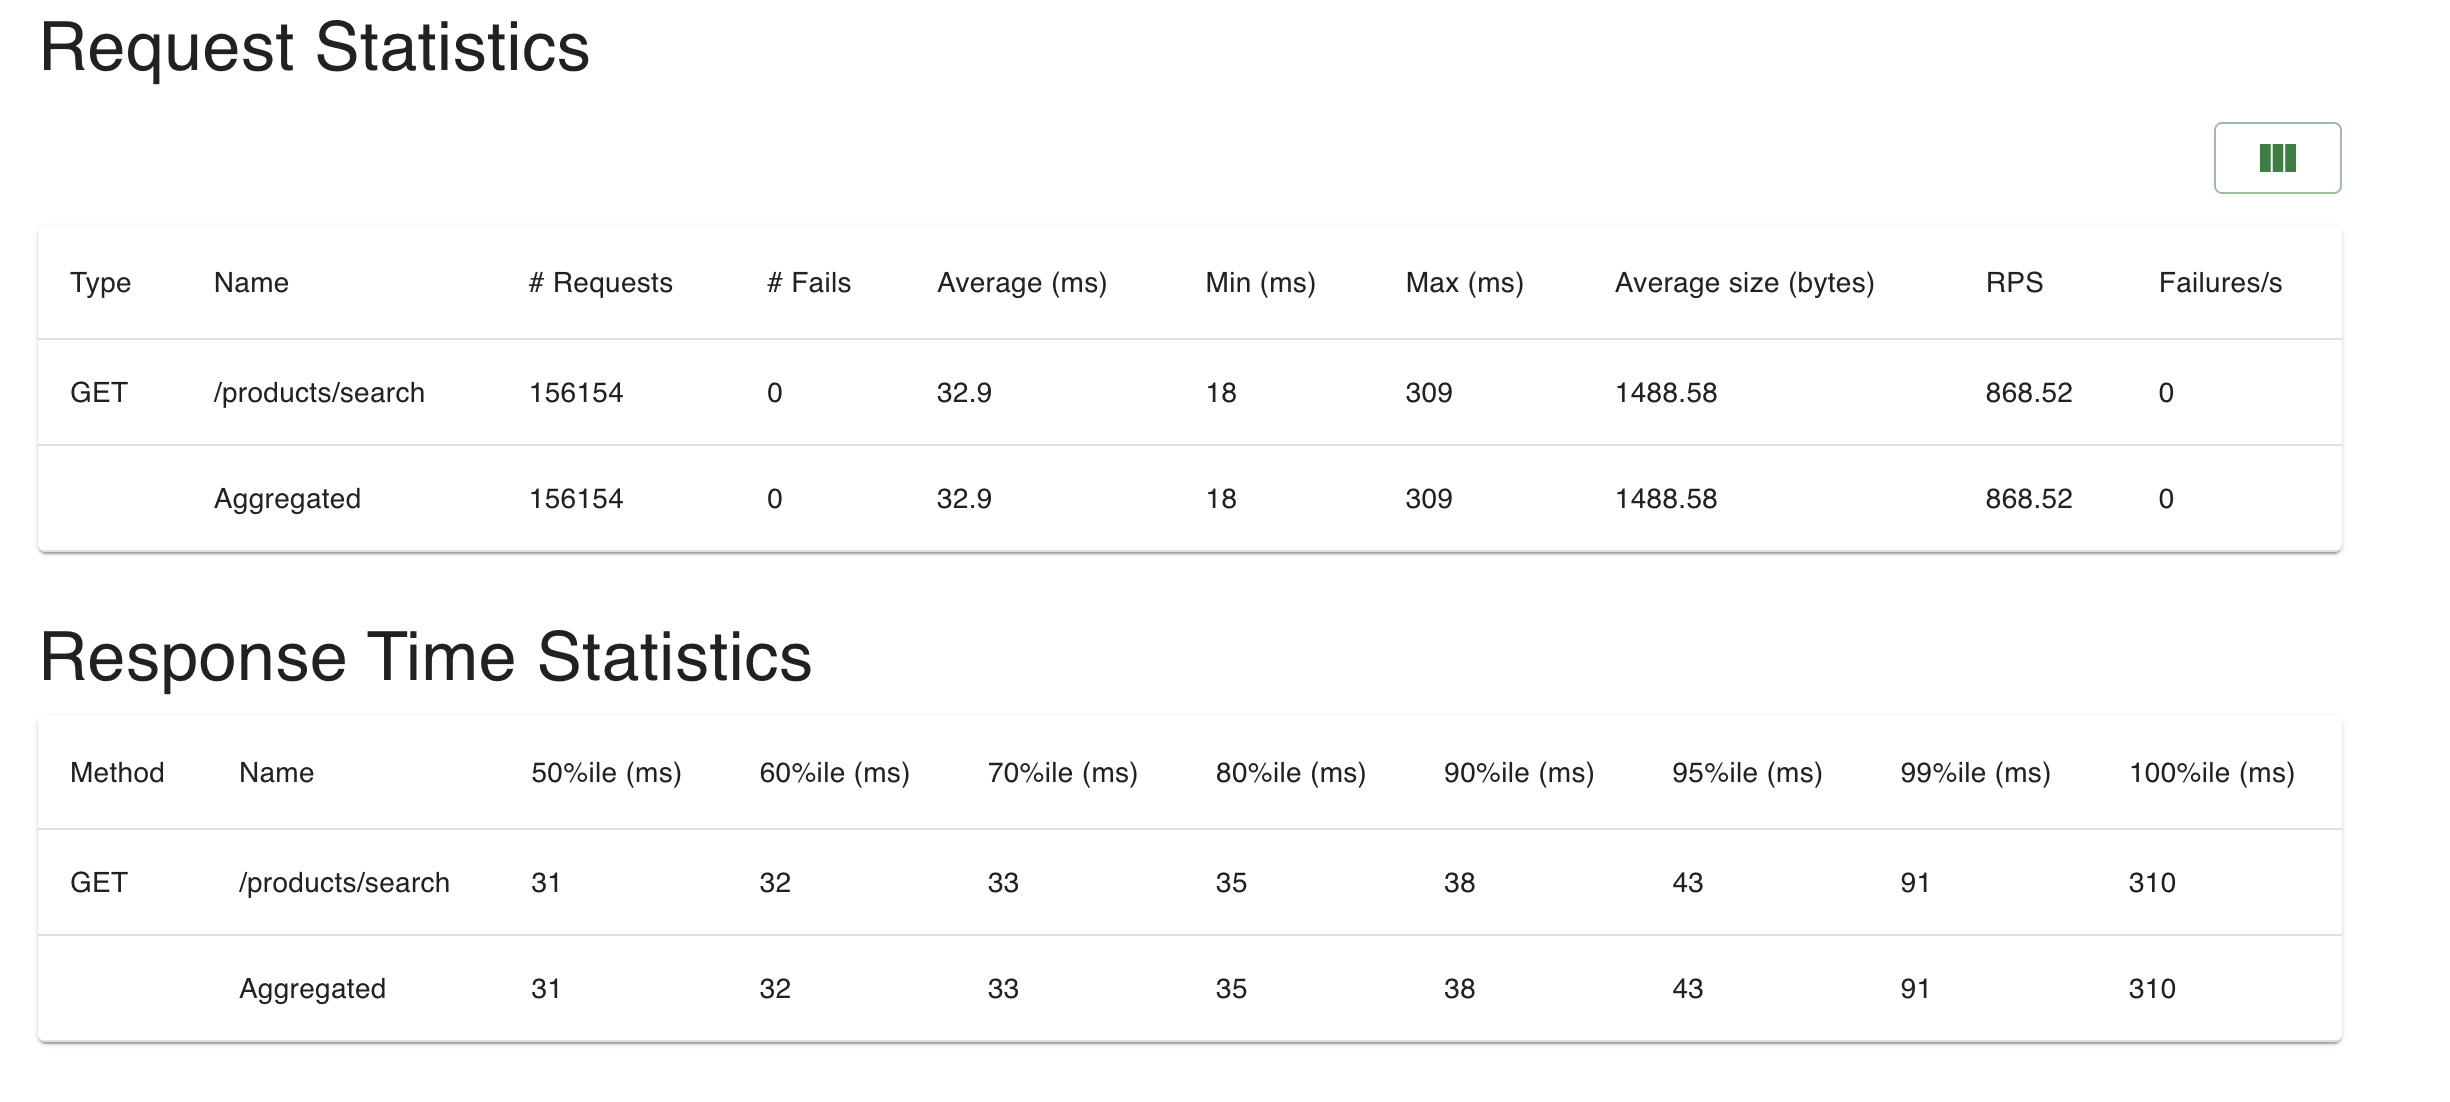 Request Statistics
Type Name # Requests # Fails Average (ms) Min (ms) Max (ms) Average size (bytes) RPS Failures/s
GET /products/search 156154 0 32.9 18 309 1488.58 868.52 0
Aggregated 156154 0 32.9 18 309 1488.58 868.52 0
Response Time Statistics
Method Name 50%ile (ms) 60%ile (ms) 70%ile (ms) 80%ile (ms) 90%ile (ms) 95%ile (ms) 99%ile (ms) 100%ile (ms)
GET /products/search 31 32 33 35 38 43 91 310
Aggregated 31 32 33 35 38 43 91 310